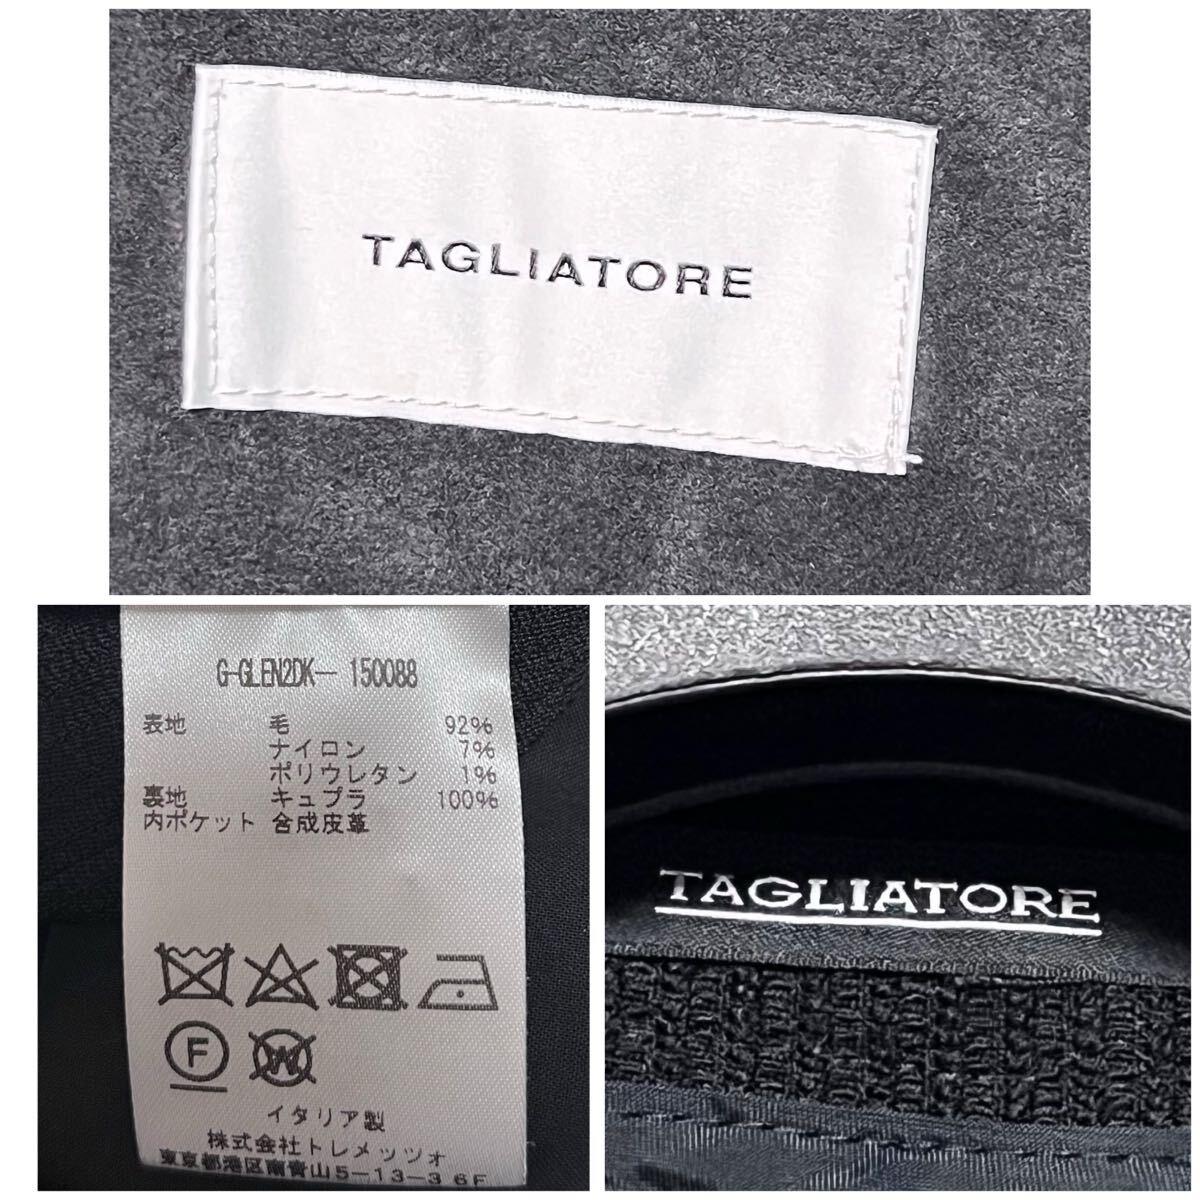 TAGLIATORE
G-GLEN2DK— 150088
表地 毛 92%
ナイロン 7%
ポリウレタン 1%
裏地 キュプラ 100%
内ポケット 合成皮革
F
W
イタリア製
株式会社トレメッツォ
東京都港区南青山5-13-3 6F
TAGLIATORE